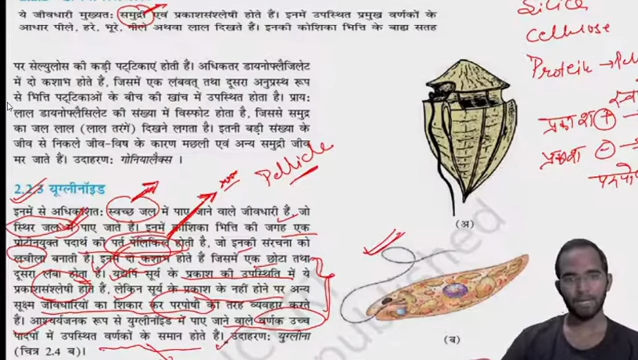 ये जीवधारी मुख्यतः समुद्री एवं प्रकाशसंश्लेषी होते हैं। इनमें उपस्थित प्रमुख वर्णकों के
आधार पीले, हरे, भूरे, नीले अथवा लाल दिखते हैं। इनकी कोशिका भित्ति के बाह्य सतह
पर सेल्युलोस की कड़ी पट्टिकाएं होती हैं। अधिकतर डायनोफ्लैजिलेट
में दो कशाभ होते हैं, जिसमें एक लंबवत् तथा दूसरा अनुप्रस्थ रूप
से भित्ति पट्टिकाओं के बीच की खांच में उपस्थित होता है। प्रायः
लाल डायनोफ्लैसिलेट की संख्या में विस्फोट होता है, जिससे समुद्र
का जल लाल (लाल तरंगें) दिखने लगता है। इतनी बड़ी संख्या के
जीव से निकले जीव-विष के कारण मछली एवं अन्य समुद्री जीव
मर जाते हैं। उदाहरण: गोनियालैक्स ।
2.2.3 यूग्लीनॉइड
इनमें से अधिकांशतः स्वच्छ जल में पाए जाने वाले जीवधारी हैं, जो
स्थिर जल में पाए जाते हैं। इनमें कोशिका भित्ति की जगह एक
प्रोटीनयुक्त पदार्थ की पर्त पेलिकिल होती है, जो इनकी संरचना को
लचीला बनाता है। इनमें दो कशाभ होते हैं जिसमें एक छोटा तथा
दूसरा लंबा होता है। यद्यपि सूर्य के प्रकाश की उपस्थिति में ये
प्रकाशसंश्लेषी होते हैं, लेकिन सूर्य के प्रकाश के नहीं होने पर अन्य
सूक्ष्म जीवधारियों का शिकार कर परपोषी की तरह व्यवहार करते
हैं। आश्चर्यजनक रूप से युग्लीनॉइड में पाए जाने वाले वर्णक उच्च
पादपों में उपस्थित वर्णकों के समान होते हैं। उदाहरण: युग्लीना
(चित्र 2.4 ब)।
Pellicle
(अ)
(ब)
Silica
Cellulose
Protein →
प्रकाश +
प्रकाश −